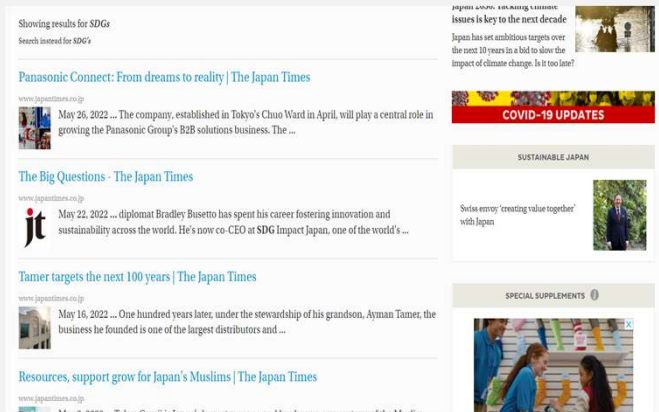 Showing results for SDGs
Search instead for SDG's
Panasonic Connect: From dreams to reality | The Japan Times
www.japantimes.co.jp
May 26, 2022 ... The company, established in Tokyo's Chuo Ward in April, will play a central role in
growing the Panasonic Group's B2B solutions business. The ...
The Big Questions - The Japan Times
www.japantimes.co.jp
jt
May 22, 2022 ... diplomat Bradley Busetto has spent his career fostering innovation and
sustainability across the world. He's now co-CEO at SDG Impact Japan, one of the world's ...
Tamer targets the next 100 years | The Japan Times
www.japantimes.co.jp
May 16, 2022 ... One hundred years later, under the stewardship of his grandson, Ayman Tamer, the
business he founded is one of the largest distributors and ...
Resources, support grow for Japan's Muslims | The Japan Times
www.japantimes.co.jp
Japan 2030: Tackling climate
issues is key to the next decade
Japan has set ambitious targets over
the next 10 years in a bid to slow the
impact of climate change. Is it too late?
COVID-19 UPDATES
SUSTAINABLE JAPAN
Swiss envoy 'creating value together'
with Japan
SPECIAL SUPPLEMENTS